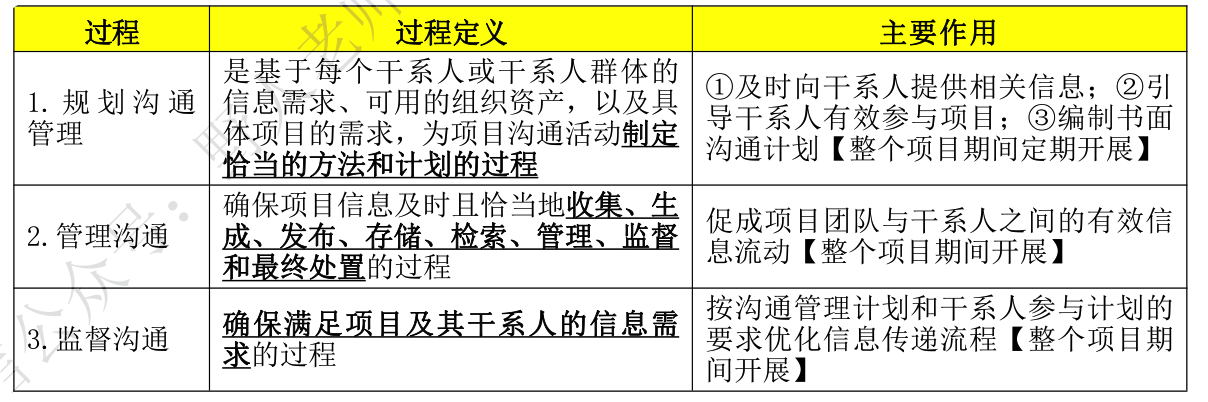 过程
过程定义
主要作用
1. 规划沟通
管理
是基于每个干系人或干系人群体的
信息需求、可用的组织资产，以及具
体项目的需求，为项目沟通活动制定
恰当的方法和计划的过程
①及时向干系人提供相关信息；②引
导干系人有效参与项目；③编制书面
沟通计划【整个项目期间定期开展】
2.管理沟通
确保项目信息及时且恰当地收集、生
成、发布、存储、检索、管理、监督
和最终处置的过程
促成项目团队与干系人之间的有效信
息流动【整个项目期间开展】
3.监督沟通
确保满足项目及其干系人的信息需
求的过程
按沟通管理计划和干系人参与计划的
要求优化信息传递流程【整个项目期
间开展】